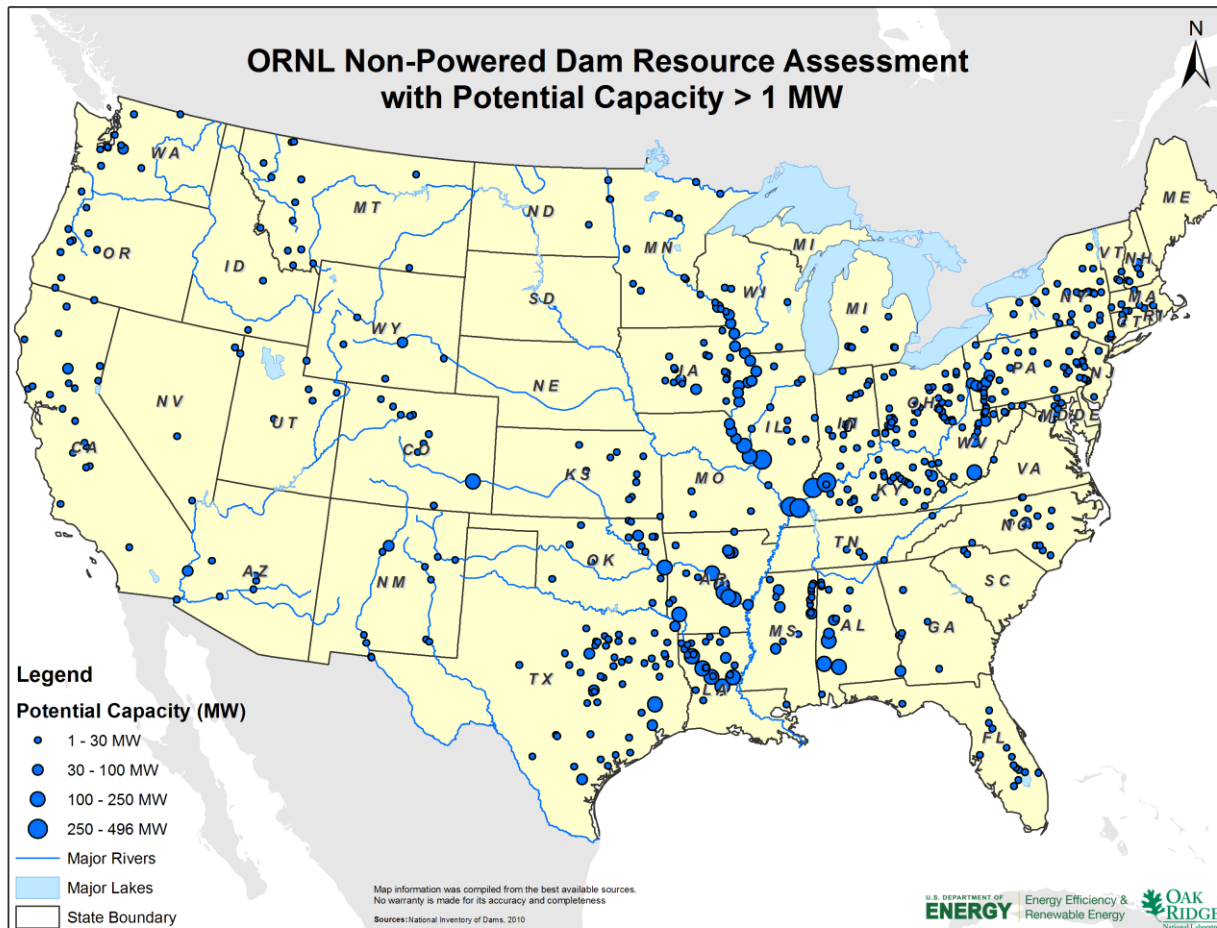 ORNL Non-Powered Dam Resource Assessment
with Potential Capacity > 1 MW
N
WA
MT
ND
MN
ME
OR
ID
SD
WI
MI
MI
VT
NH
NY
MA
CT
RI
WY
IA
PA
NJ
NE
NV
UT
IL
IN
OH
MD
DE
CA
CO
KS
MO
WV
VA
KY
AZ
NM
OK
AR
TN
NC
SC
TX
LA
MS
AL
GA
FL
Legend
Potential Capacity (MW)
1 - 30 MW
30 - 100 MW
100 - 250 MW
250 - 496 MW
Major Rivers
Major Lakes
State Boundary
Map information was compiled from the best available sources.
No warranty is made for its accuracy and completeness
Sources: National Inventory of Dams, 2010
U.S. DEPARTMENT OF
ENERGY
Energy Efficiency &
Renewable Energy
OAK
RIDGE
National Laborat